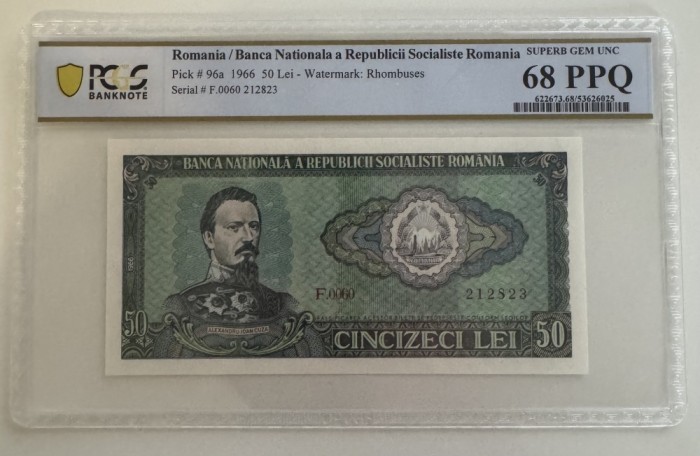 Romania / Banca Nationala a Republicii Socialiste Romania
Pick # 96a 1966 50 Lei - Watermark: Rhombuses
Serial # F.0060 212823
PCGS
BANKNOTE
SUPERB GEM UNC
68 PPQ
622673.68/53626025
BANCA NAȚIONALĂ A REPUBLICII SOCIALISTE ROMÂNIA
1966
F.0060 212823
ALEXANDRU IOAN CUZA
50 CINCIZECI LEI 50